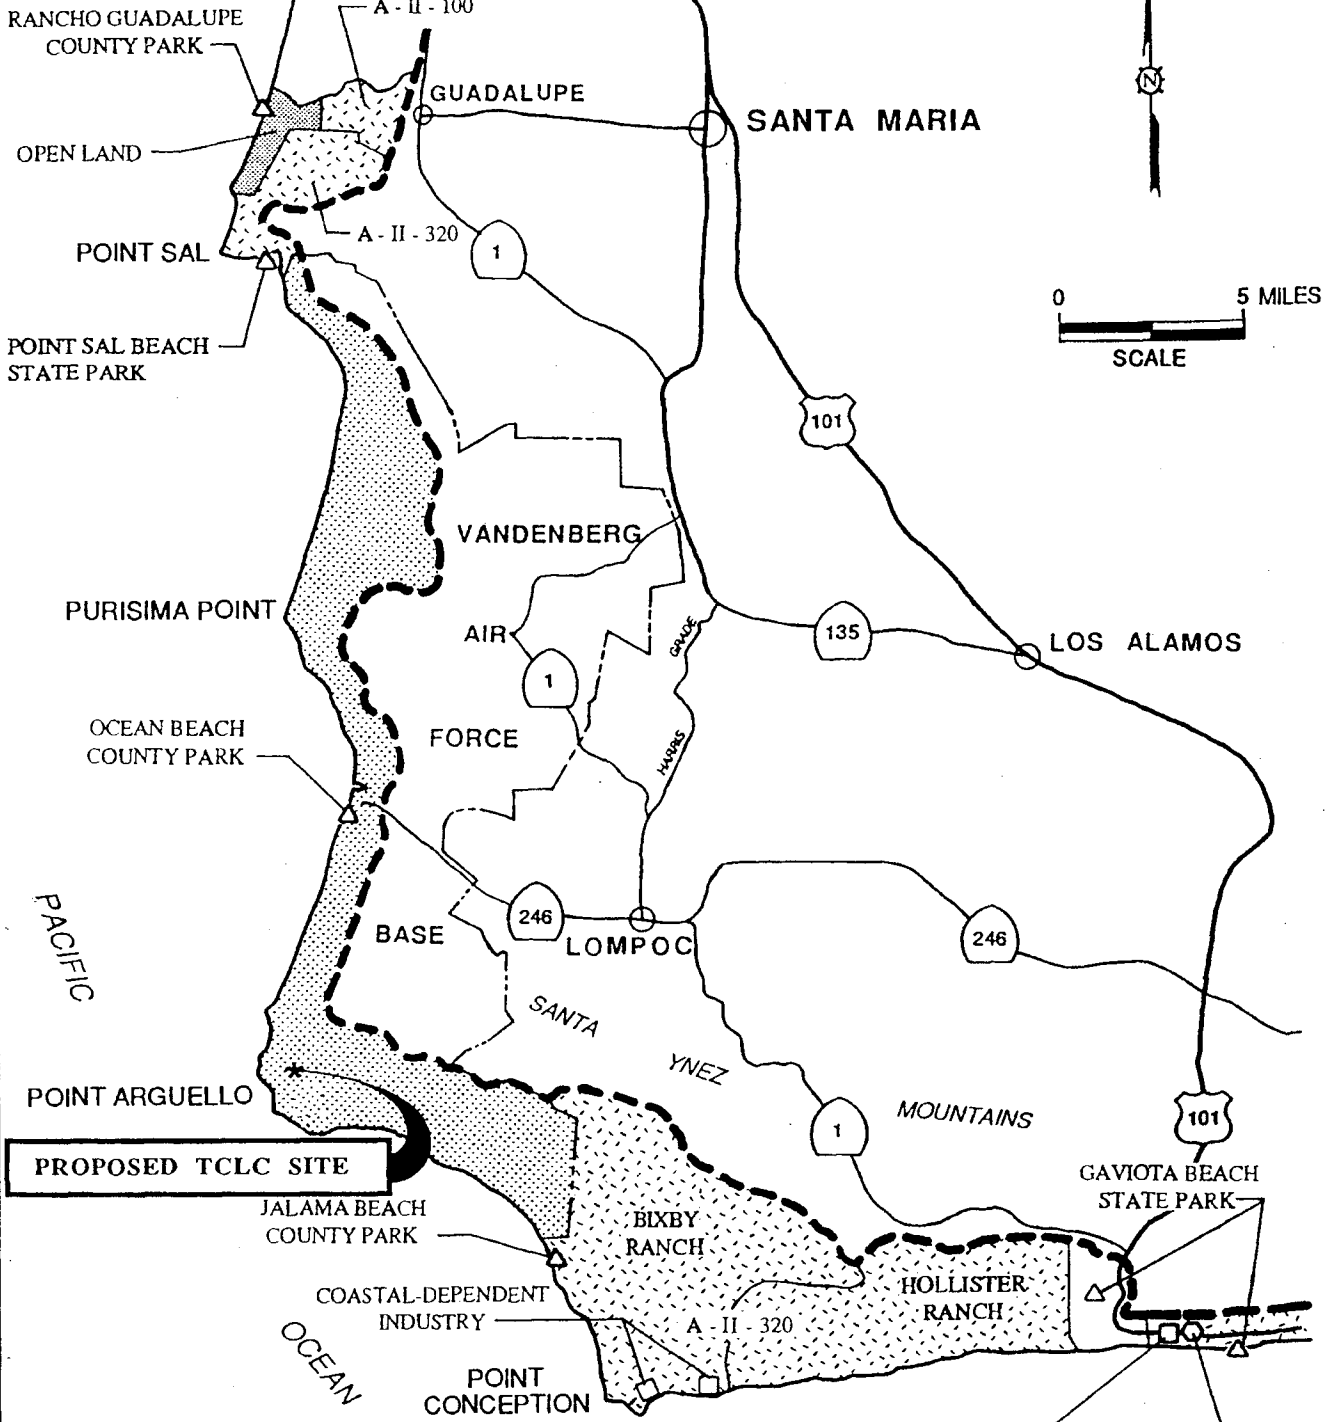 A - II - 100
RANCHO GUADALUPE
COUNTY PARK
GUADALUPE
SANTA MARIA
N
OPEN LAND
A - II - 320
POINT SAL
1
0 5 MILES
SCALE
POINT SAL BEACH
STATE PARK
101
VANDENBERG
PURISIMA POINT
AIR
GRADE
135
LOS ALAMOS
1
OCEAN BEACH
COUNTY PARK
FORCE
HARRIS
PACIFIC
BASE
246
LOMPOC
246
SANTA
YNEZ
MOUNTAINS
POINT ARGUELLO
1
101
PROPOSED TCLC SITE
GAVIOTA BEACH
STATE PARK
JALAMA BEACH
COUNTY PARK
BIXBY
RANCH
COASTAL-DEPENDENT
INDUSTRY
HOLLISTER
RANCH
A - II - 320
OCEAN
POINT
CONCEPTION